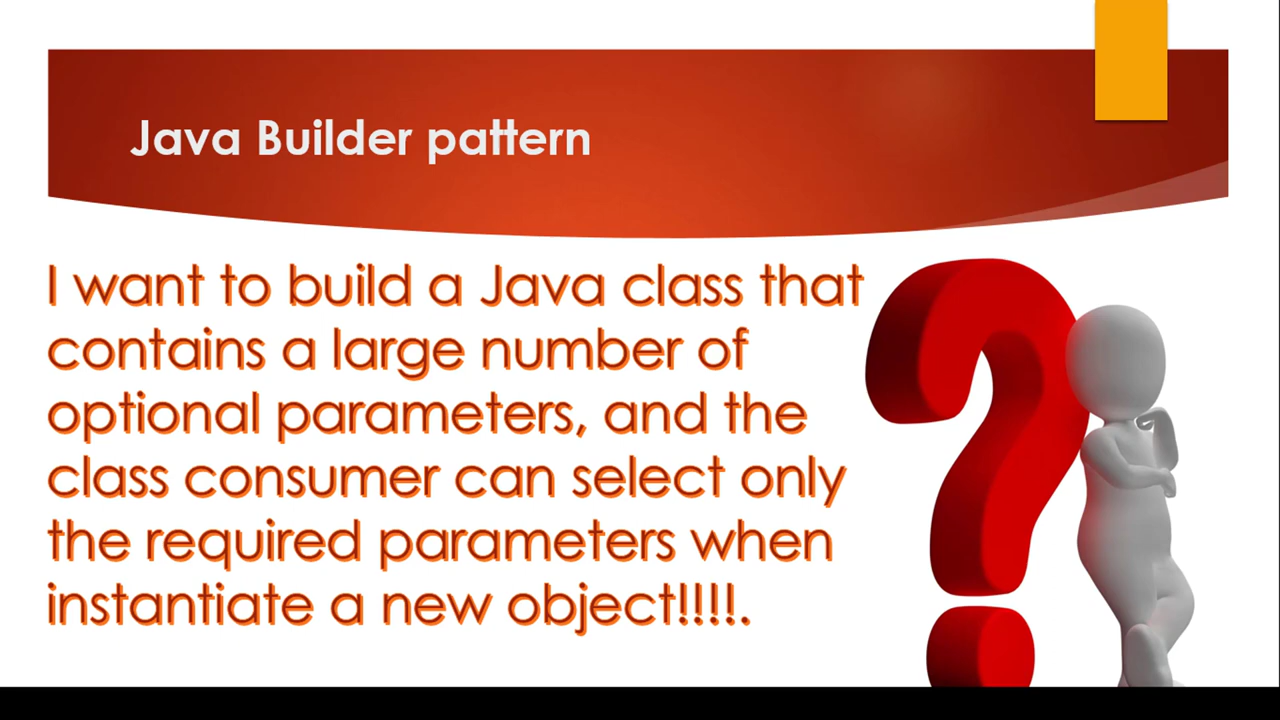 Java Builder pattern
I want to build a Java class that
contains a large number of
optional parameters, and the
class consumer can select only
the required parameters when
instantiate a new object!!!!.